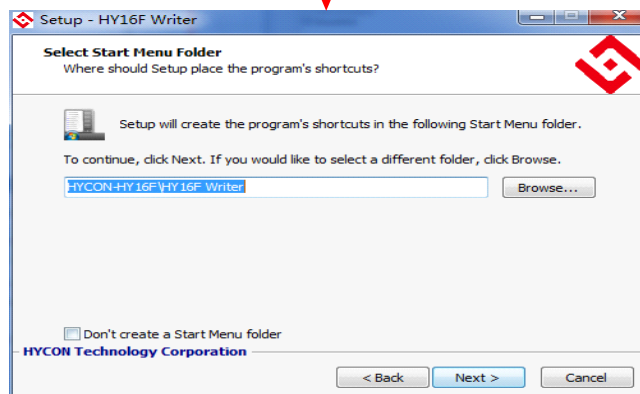 Setup - HY16F Writer
Select Start Menu Folder
Where should Setup place the program's shortcuts?
Setup will create the program's shortcuts in the following Start Menu folder.
To continue, click Next. If you would like to select a different folder, click Browse.
HYCON-HY16F\HY16F Writer
Browse...
Don't create a Start Menu folder
HYCON Technology Corporation
< Back
Next >
Cancel